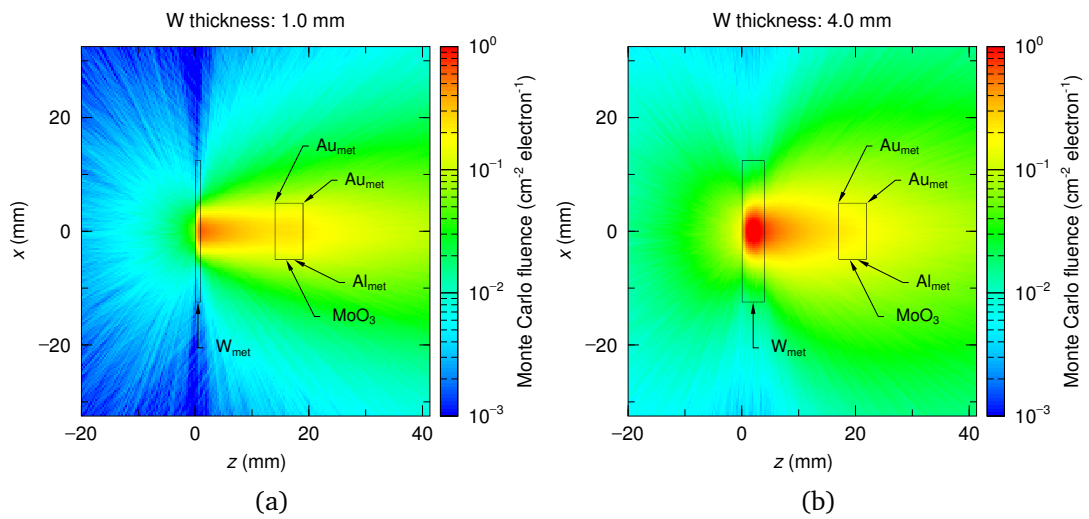 W thickness: 1.0 mm
Au_met
Au_met
Al_met
MoO_3
W_met
20
0
−20
x (mm)
−20 0 20 40
z (mm)
10^0
10^-1
10^-2
10^-3
Monte Carlo fluence (cm^-2 electron^-1)
(a)
W thickness: 4.0 mm
Au_met
Au_met
Al_met
MoO_3
W_met
20
0
−20
x (mm)
−20 0 20 40
z (mm)
10^0
10^-1
10^-2
10^-3
Monte Carlo fluence (cm^-2 electron^-1)
(b)